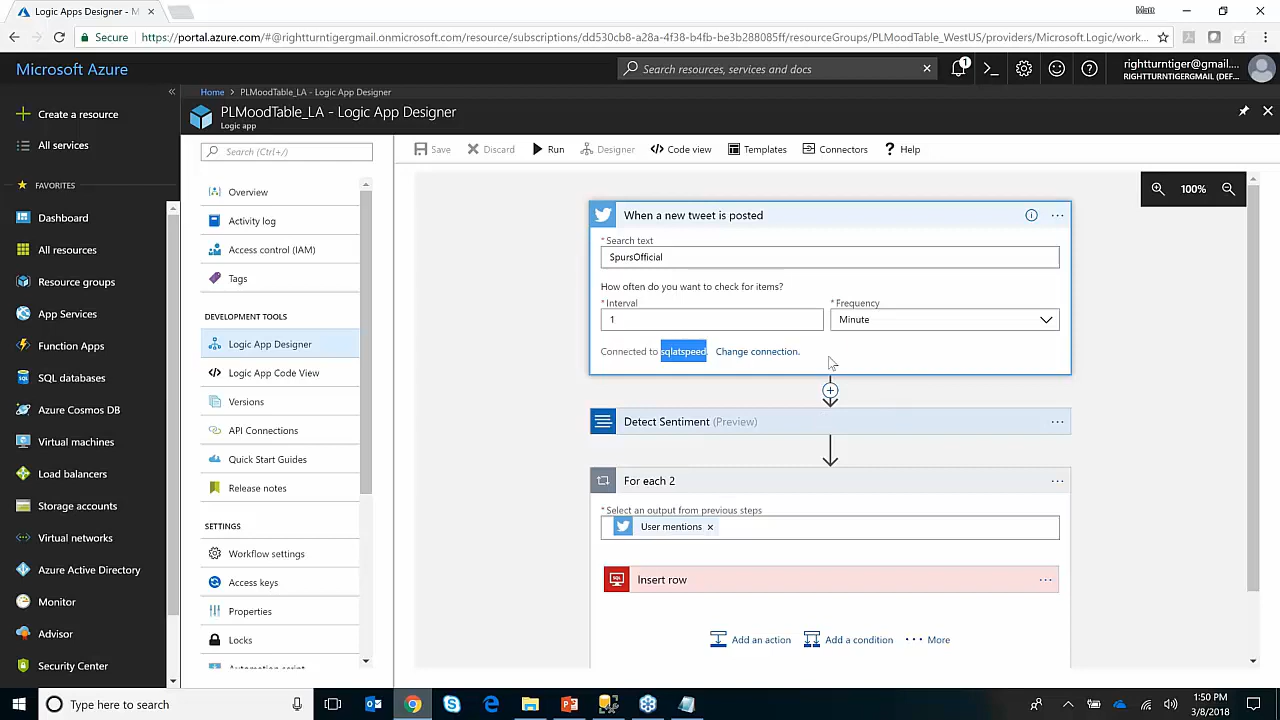 Logic Apps Designer - M
Matt
Secure
https://portal.azure.com/#@rightturntigergmail.onmicrosoft.com/resource/subscriptions/dd530cb8-a28a-4f38-b4fb-be3b288085ff/resourceGroups/PLMoodTable_WestUS/providers/Microsoft.Logic/work...
Microsoft Azure
Search resources, services and docs
1
rightturntiger@gmail....
RIGHTTURNTIGERGMAIL (DEF...
Home > PLMoodTable_LA - Logic App Designer
PLMoodTable_LA - Logic App Designer
Logic app
Create a resource
All services
FAVORITES
Dashboard
All resources
Resource groups
App Services
Function Apps
SQL databases
Azure Cosmos DB
Virtual machines
Load balancers
Storage accounts
Virtual networks
Azure Active Directory
Monitor
Advisor
Security Center
Search (Ctrl+/)
Overview
Activity log
Access control (IAM)
Tags
DEVELOPMENT TOOLS
Logic App Designer
Logic App Code View
Versions
API Connections
Quick Start Guides
Release notes
SETTINGS
Workflow settings
Access keys
Properties
Locks
Automation script
Save Discard Run Designer Code view Templates Connectors Help
100%
When a new tweet is posted
* Search text
SpursOfficial
How often do you want to check for items?
* Interval * Frequency
1 Minute
Connected to sqlatspeed. Change connection.
Detect Sentiment (Preview)
For each 2
* Select an output from previous steps
User mentions ×
SQL Insert row
Add an action Add a condition ... More
Type here to search
1:50 PM
3/8/2018